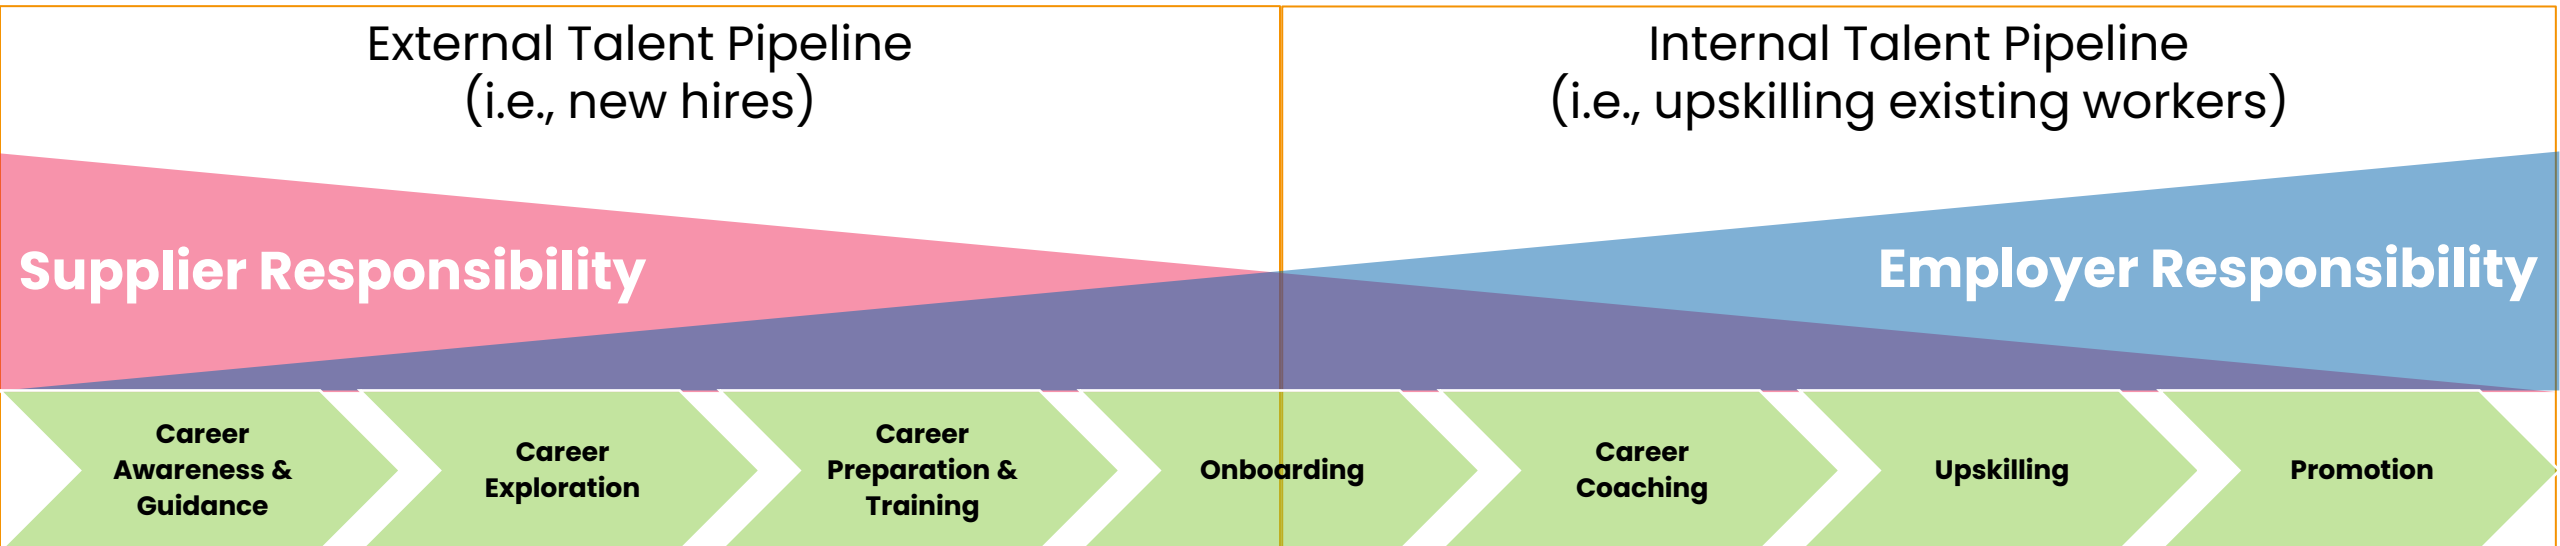 External Talent Pipeline
(i.e., new hires)
Internal Talent Pipeline
(i.e., upskilling existing workers)
Supplier Responsibility
Employer Responsibility
Career
Awareness &
Guidance
Career
Exploration
Career
Preparation &
Training
Onboarding
Career
Coaching
Upskilling
Promotion